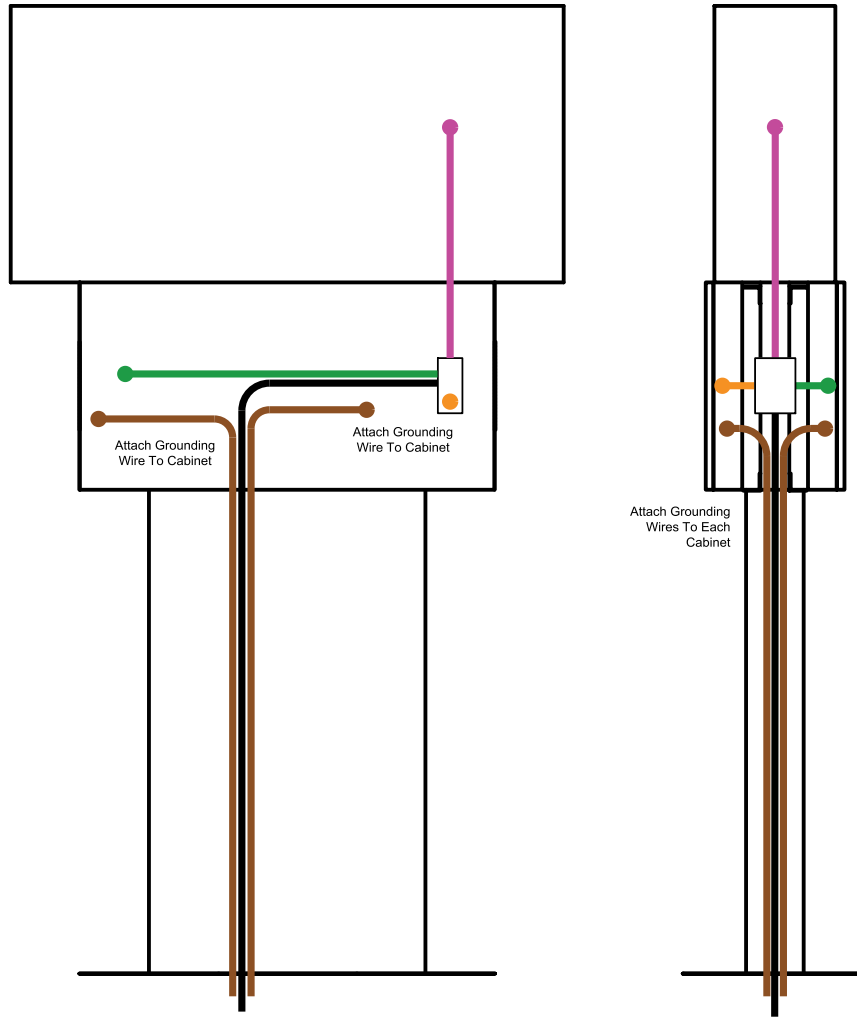 Attach Grounding
Wire To Cabinet
Attach Grounding
Wire To Cabinet
Attach Grounding
Wires To Each
Cabinet